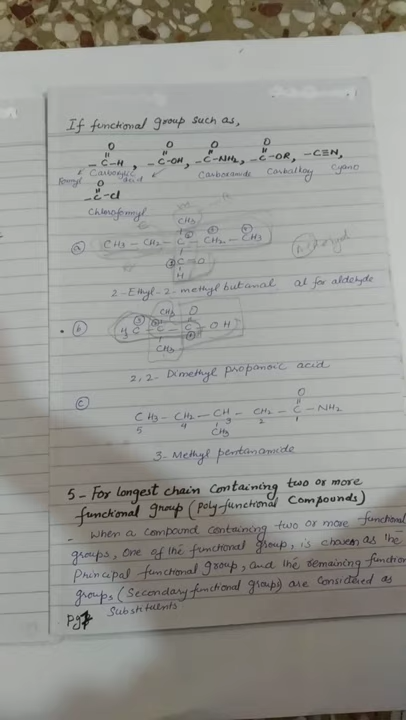 If functional group such as,
O O O O
-C-H, -C-OH, -C-NH₂, -C-OR, -C≡N,
Formyl Carboxylic acid Carboxamide Carbalkoxy Cyano
O
-C-Cl
Chloroformyl
CH₃
(a) CH₃ - CH₂ - C - CH₂ - CH₃
C=O
H
2-Ethyl-2-methyl butanal al for aldehyde
CH₃ O
(b) H₃C - C - C - OH
CH₃
2,2-Dimethyl propanoic acid
(c)
O
CH₃ - CH₂ - CH - CH₂ - C - NH₂
5 4 3 2 1
CH₃
3-Methyl pentanamide
5 - For longest chain containing two or more
functional group (poly-functional compounds)
- When a compound containing two or more functional
groups, one of the functional group, is chosen as the
Principal functional group, and the remaining function
groups (secondary-functional groups) are considered as
Substituents
Pg7